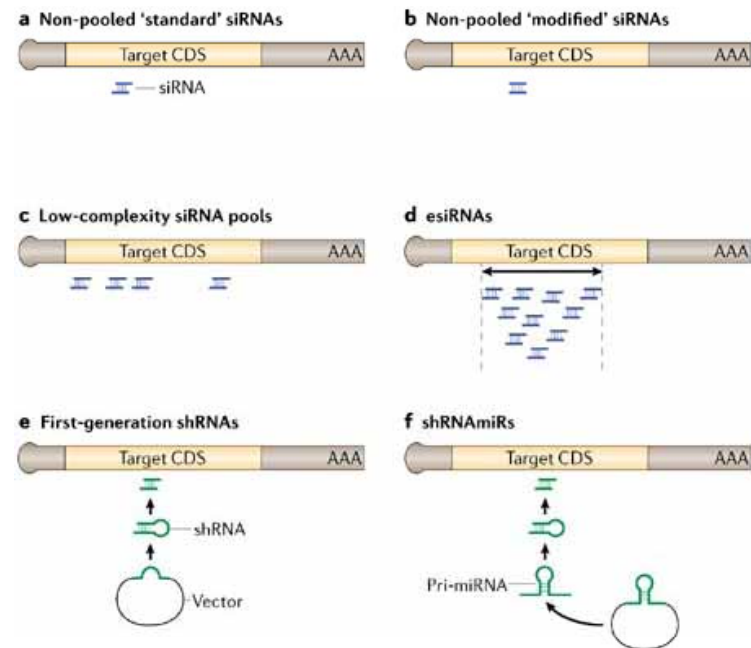 a Non-pooled ‘standard’ siRNAs
Target CDS AAA
siRNA
b Non-pooled ‘modified’ siRNAs
Target CDS AAA
c Low-complexity siRNA pools
Target CDS AAA
d esiRNAs
Target CDS AAA
e First-generation shRNAs
Target CDS AAA
shRNA
Vector
f shRNAmiRs
Target CDS AAA
Pri-miRNA